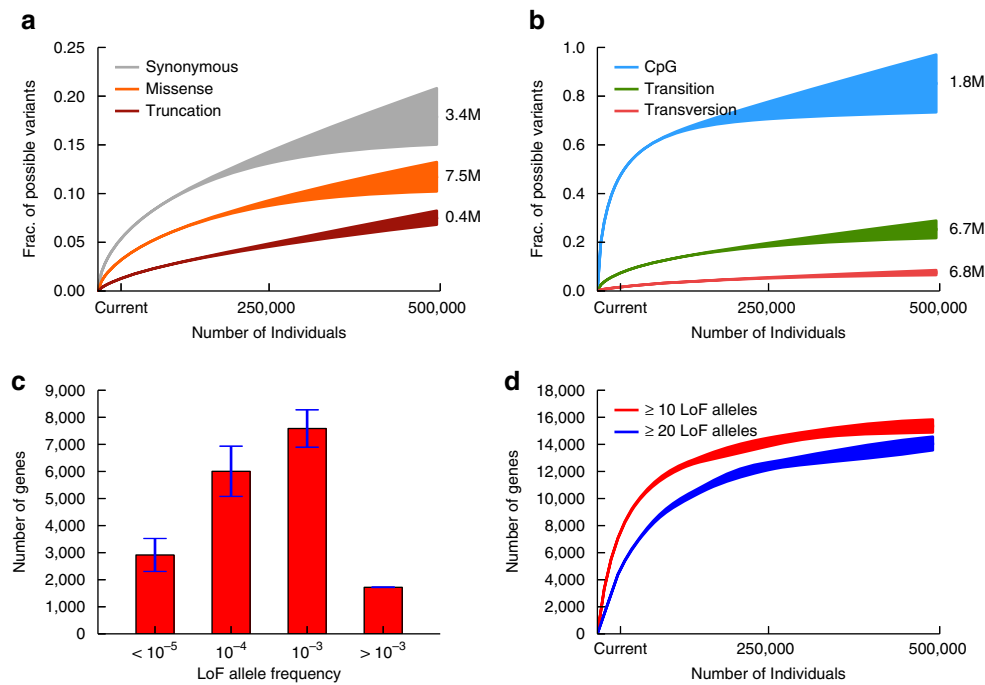 a
0.25
0.20
0.15
0.10
0.05
0.00
Frac. of possible variants
Synonymous
Missense
Truncation
3.4M
7.5M
0.4M
Current
250,000
500,000
Number of Individuals
b
1.0
0.8
0.6
0.4
0.2
0.0
Frac. of possible variants
CpG
Transition
Transversion
1.8M
6.7M
6.8M
Current
250,000
500,000
Number of Individuals
c
9,000
8,000
7,000
6,000
5,000
4,000
3,000
2,000
1,000
0
Number of genes
< 10⁻⁵
10⁻⁴
10⁻³
> 10⁻³
LoF allele frequency
d
18,000
16,000
14,000
12,000
10,000
8,000
6,000
4,000
2,000
0
Number of genes
≥ 10 LoF alleles
≥ 20 LoF alleles
Current
250,000
500,000
Number of Individuals